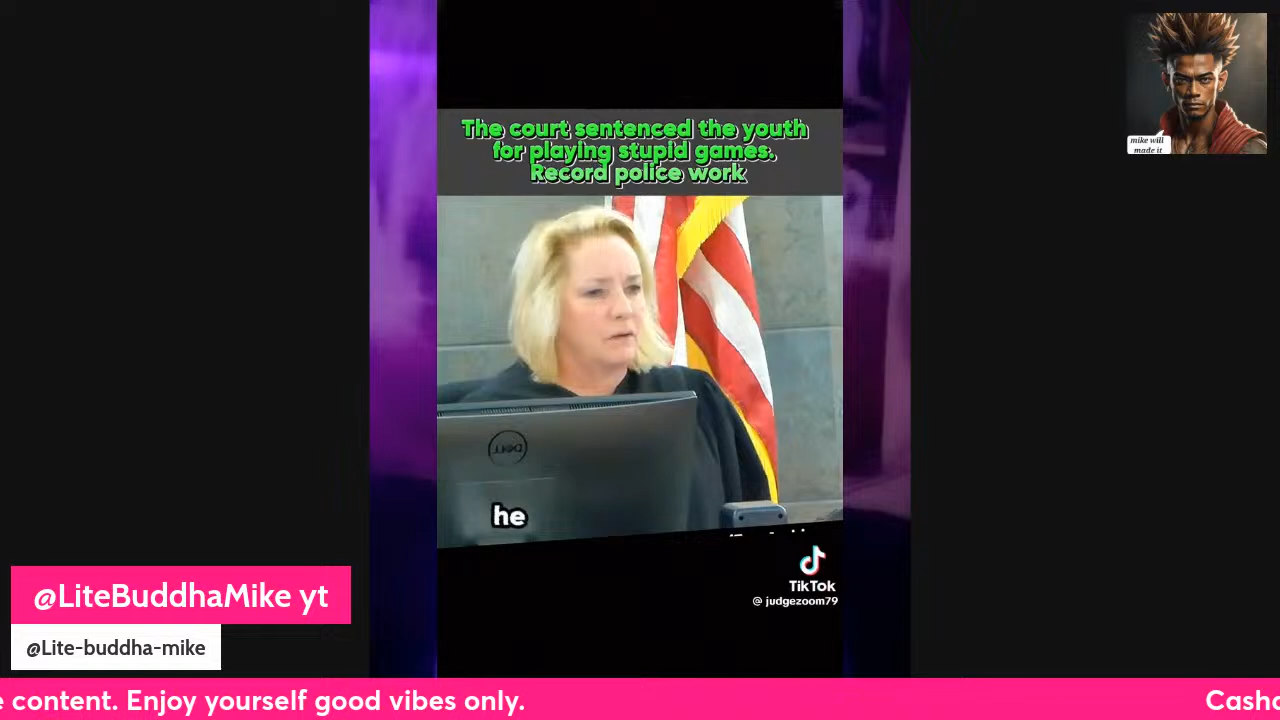 The court sentenced the youth
for playing stupid games.
Record police work
mike will
made it
DELL
he
TikTok
@ judgezoom79
@LiteBuddhaMike yt
@Lite-buddha-mike
content. Enjoy yourself good vibes only.